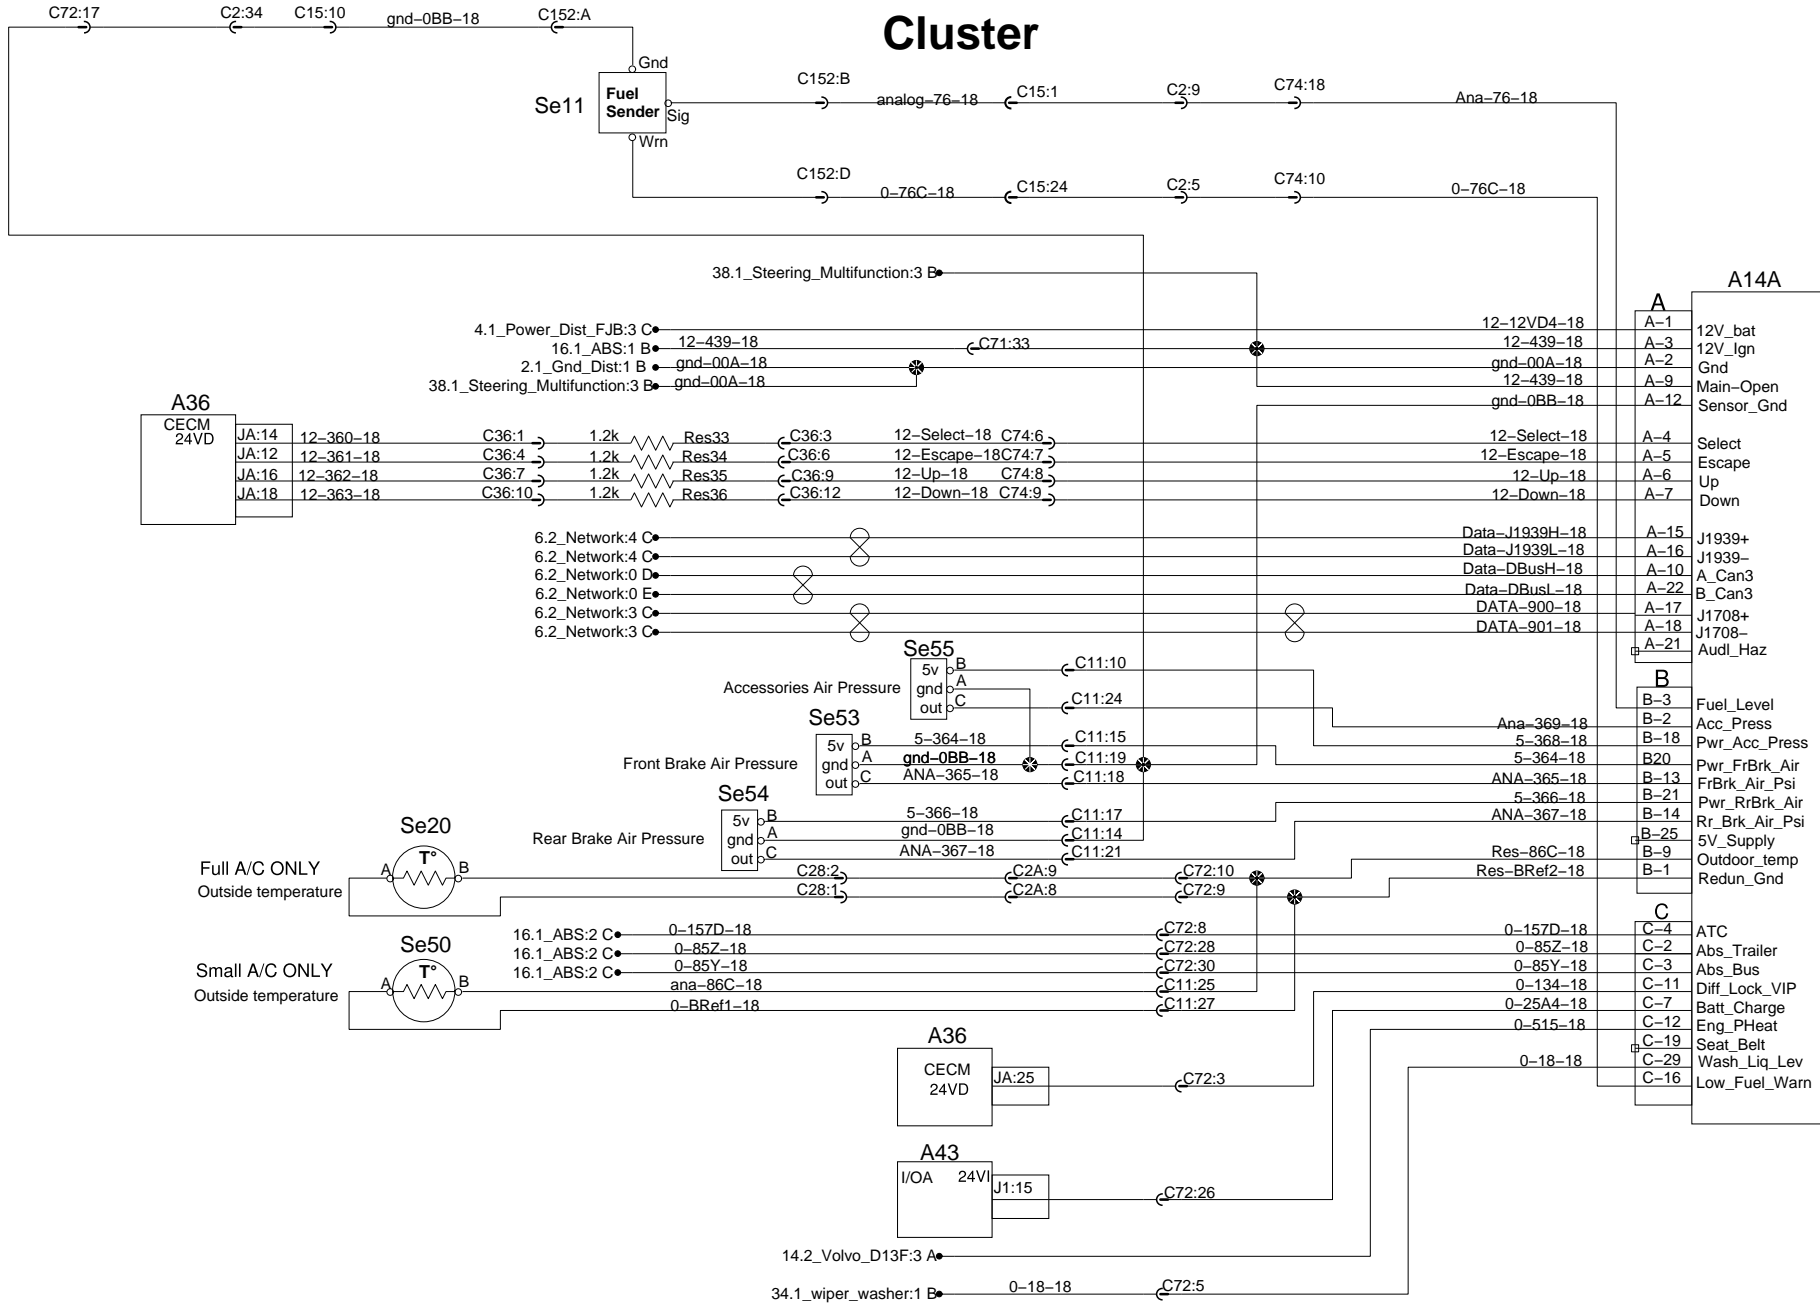 Cluster
C72:17 C2:34 C15:10 gnd-0BB-18 C152:A
Gnd
Se11 Fuel Sender
Sig
Wrn
C152:B analog-76-18 C15:1 C2:9 C74:18 Ana-76-18
C152:D 0-76C-18 C15:24 C2:5 C74:10 0-76C-18
38.1_Steering_Multifunction:3 B
A14A
A
4.1_Power_Dist_FJB:3 C 12-12VD4-18 A-1 12V_bat
16.1_ABS:1 B 12-439-18 C71:33 12-439-18 A-3 12V_Ign
2.1_Gnd_Dist:1 B gnd-00A-18 gnd-00A-18 A-2 Gnd
38.1_Steering_Multifunction:3 B gnd-00A-18 12-439-18 A-9 Main-Open
gnd-0BB-18 A-12 Sensor_Gnd
A36
CECM
24VD
JA:14 12-360-18 C36:1 1.2k Res33 C36:3 12-Select-18 C74:6 12-Select-18 A-4 Select
JA:12 12-361-18 C36:4 1.2k Res34 C36:6 12-Escape-18 C74:7 12-Escape-18 A-5 Escape
JA:16 12-362-18 C36:7 1.2k Res35 C36:9 12-Up-18 C74:8 12-Up-18 A-6 Up
JA:18 12-363-18 C36:10 1.2k Res36 C36:12 12-Down-18 C74:9 12-Down-18 A-7 Down
6.2_Network:4 C Data-J1939H-18 A-15 J1939+
6.2_Network:4 C Data-J1939L-18 A-16 J1939-
6.2_Network:0 D Data-DBusH-18 A-10 A_Can3
6.2_Network:0 E Data-DBusL-18 A-22 B_Can3
6.2_Network:3 C DATA-900-18 A-17 J1708+
6.2_Network:3 C DATA-901-18 A-18 J1708-
A-21 Audl_Haz
Se55
Accessories Air Pressure
5v B C11:10
gnd A
out C C11:24
B
B-3 Fuel_Level
Ana-369-18 B-2 Acc_Press
5-368-18 B-18 Pwr_Acc_Press
Se53
Front Brake Air Pressure
5v B 5-364-18 C11:15 5-364-18 B20 Pwr_FrBrk_Air
gnd A gnd-0BB-18 C11:19
out C ANA-365-18 C11:18 ANA-365-18 B-13 FrBrk_Air_Psi
Se54
Rear Brake Air Pressure
5v B 5-366-18 C11:17 5-366-18 B-21 Pwr_RrBrk_Air
gnd A gnd-0BB-18 C11:14
out C ANA-367-18 C11:21 ANA-367-18 B-14 Rr_Brk_Air_Psi
B-25 5V_Supply
Se20
Full A/C ONLY
Outside temperature
A T° B
C28:2 C2A:9 C72:10 Res-86C-18 B-9 Outdoor_temp
C28:1 C2A:8 C72:9 Res-BRef2-18 B-1 Redun_Gnd
C
16.1_ABS:2 C 0-157D-18 C72:8 0-157D-18 C-4 ATC
16.1_ABS:2 C 0-85Z-18 C72:28 0-85Z-18 C-2 Abs_Trailer
16.1_ABS:2 C 0-85Y-18 C72:30 0-85Y-18 C-3 Abs_Bus
Se50
Small A/C ONLY
Outside temperature
A T° B
ana-86C-18 C11:25
0-BRef1-18 C11:27
0-134-18 C-11 Diff_Lock_VIP
0-25A4-18 C-7 Batt_Charge
0-515-18 C-12 Eng_PHeat
C-19 Seat_Belt
0-18-18 C-29 Wash_Liq_Lev
C-16 Low_Fuel_Warn
A36
CECM
24VD
JA:25 C72:3
A43
I/OA 24VI
J1:15 C72:26
14.2_Volvo_D13F:3 A
34.1_wiper_washer:1 B 0-18-18 C72:5